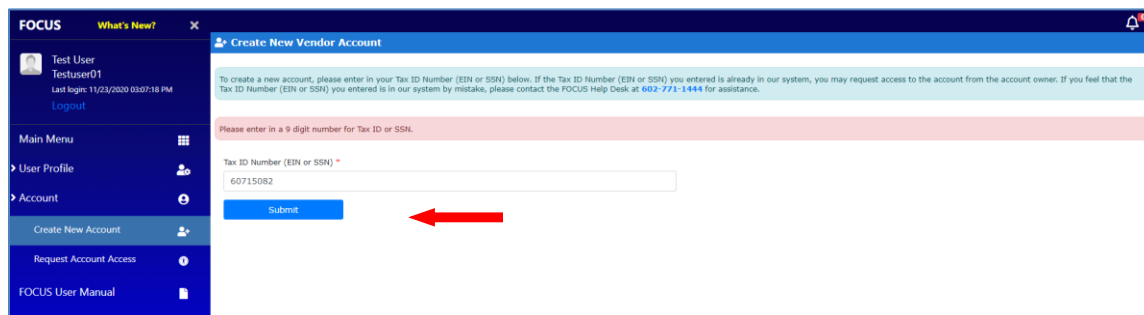 FOCUS What's New?
Test User
Testuser01
Last login: 11/23/2020 03:07:18 PM
Logout
Main Menu
User Profile
Account
Create New Account
Request Account Access
FOCUS User Manual
Create New Vendor Account
To create a new account, please enter in your Tax ID Number (EIN or SSN) below. If the Tax ID Number (EIN or SSN) you entered is already in our system, you may request access to the account from the account owner. If you feel that the
Tax ID Number (EIN or SSN) you entered is in our system by mistake, please contact the FOCUS Help Desk at 602-771-1444 for assistance.
Please enter in a 9 digit number for Tax ID or SSN.
Tax ID Number (EIN or SSN) *
60715082
Submit